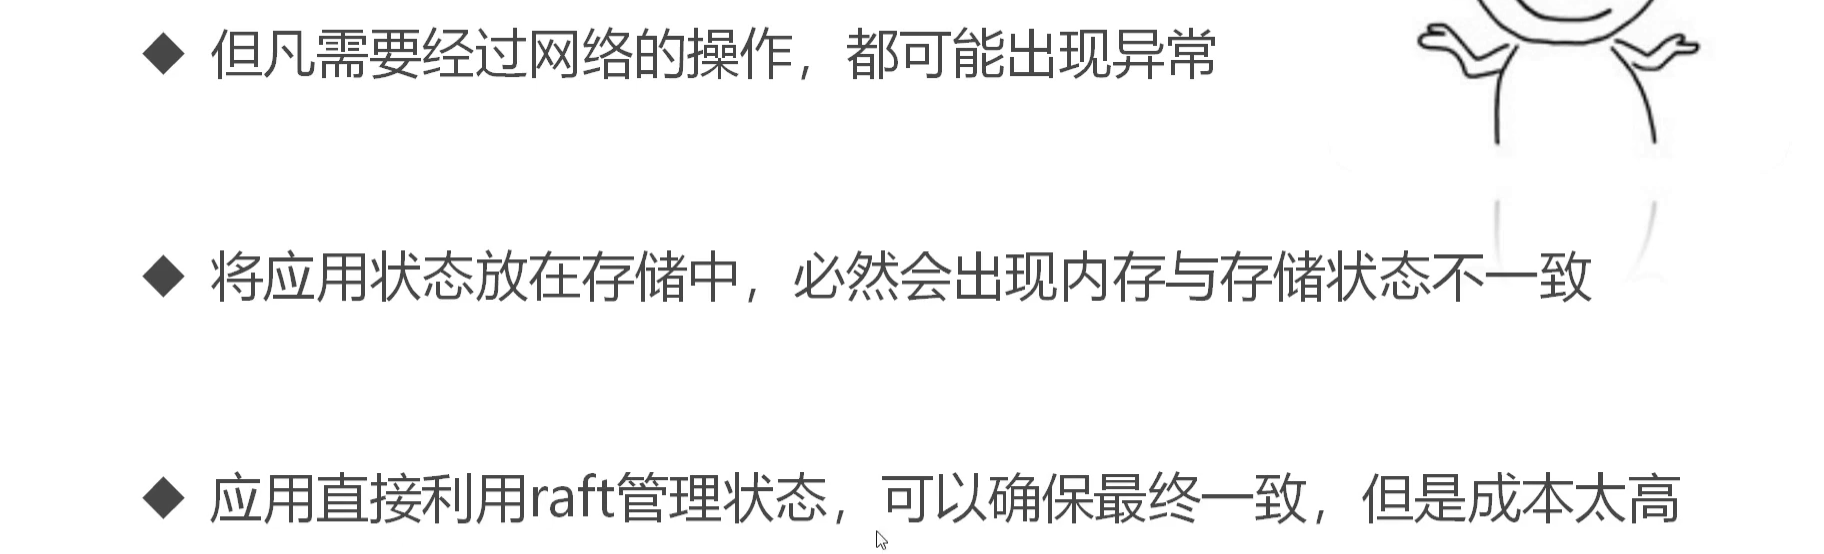 ◆ 但凡需要经过网络的操作，都可能出现异常
◆ 将应用状态放在存储中，必然会出现内存与存储状态不一致
◆ 应用直接利用raft管理状态，可以确保最终一致，但是成本太高